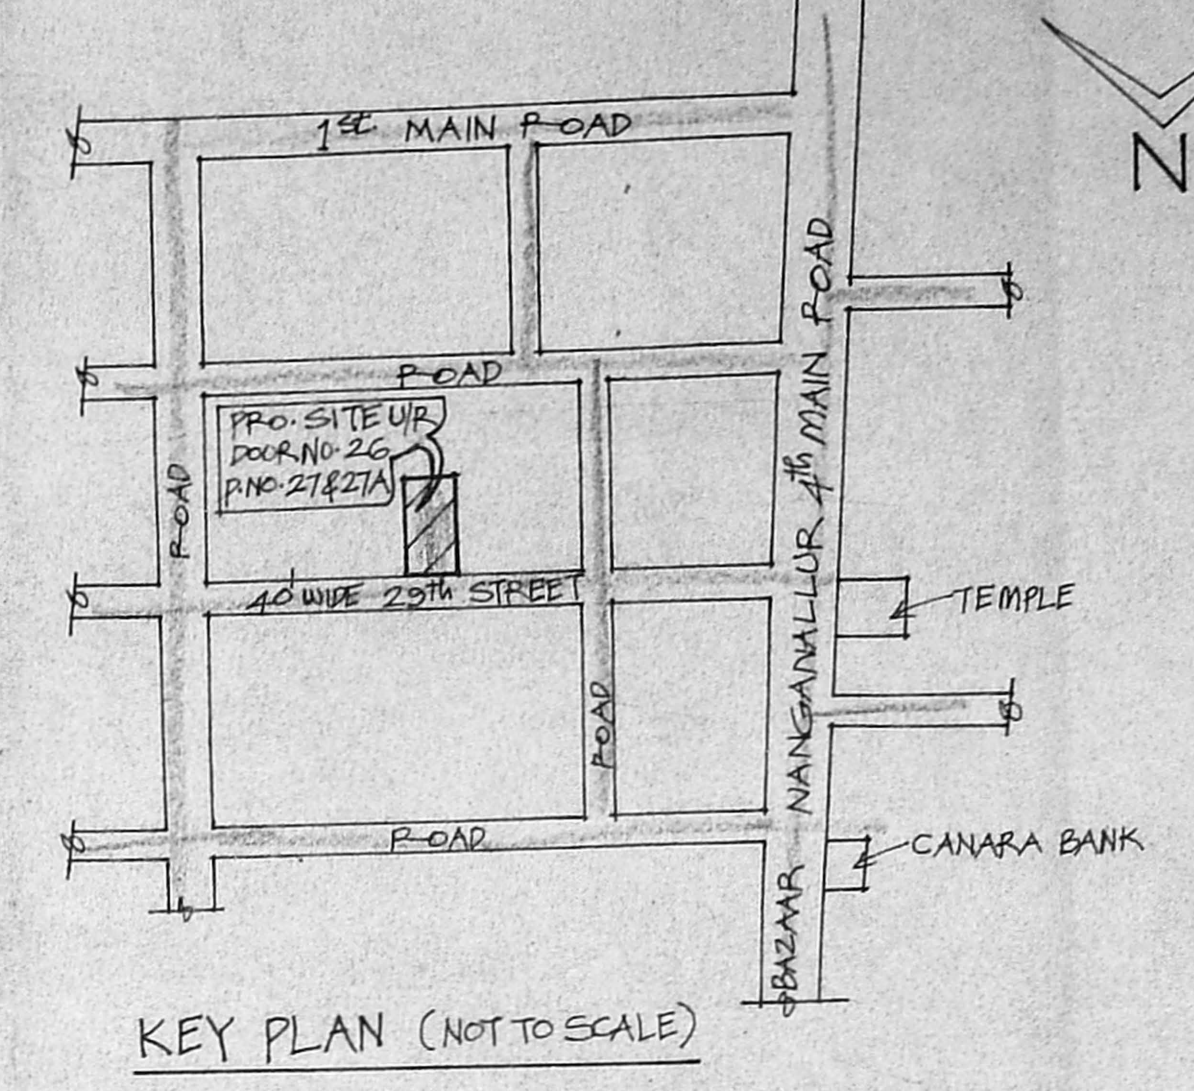 1st MAIN ROAD
N
ROAD
PRO. SITE U/R
DOOR NO. 26
P.NO. 27 & 27A
ROAD
BAZAAR NANGANALLUR 4th MAIN ROAD
40' WIDE 29th STREET
TEMPLE
ROAD
ROAD
CANARA BANK
KEY PLAN (NOT TO SCALE)